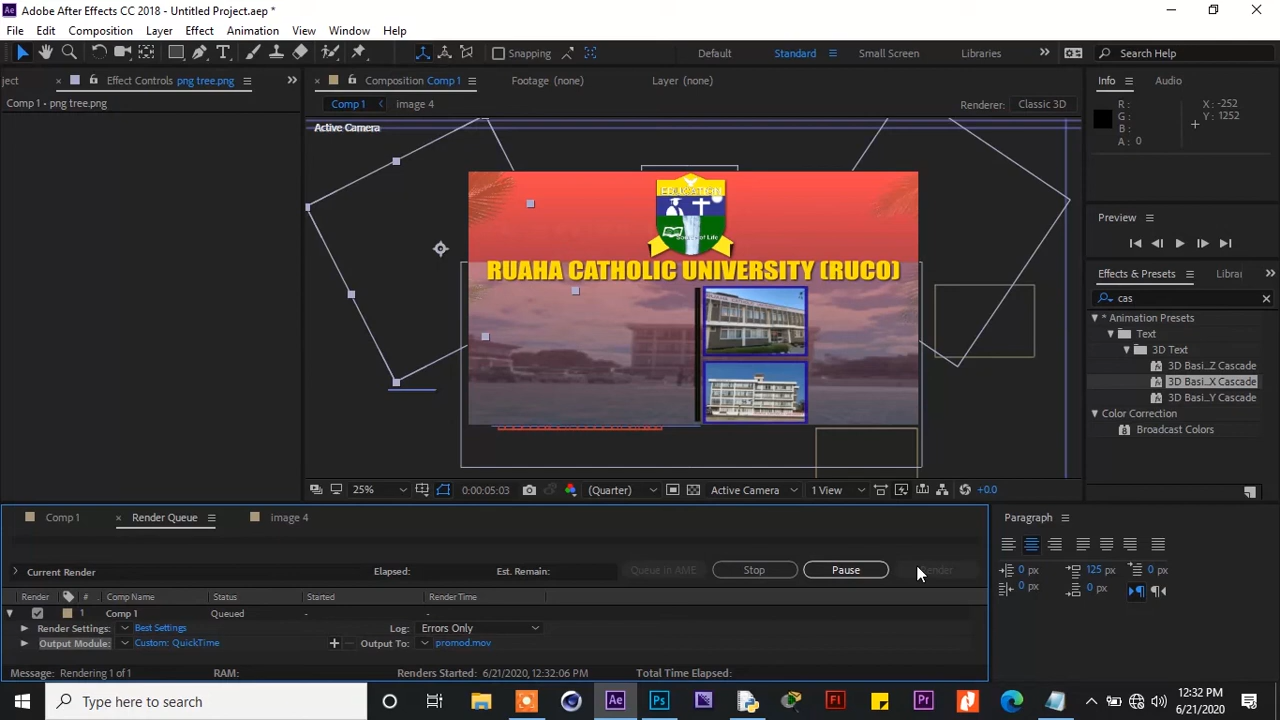 Adobe After Effects CC 2018 - Untitled Project.aep *
File Edit Composition Layer Effect Animation View Window Help
Snapping Default Standard Small Screen Libraries Search Help
ject Effect Controls png tree.png Composition Comp 1 Footage (none) Layer (none) Info Audio
Comp 1 • png tree.png Comp 1 image 4 Renderer: Classic 3D
Active Camera
R: X: -252
G: Y: 1252
B:
A: 0
EDUCATION
Source of Life
RUAHA CATHOLIC UNIVERSITY (RUCO)
Preview
Effects & Presets Librai
cas
* Animation Presets
Text
3D Text
3D Basi...Z Cascade
3D Basi...X Cascade
3D Basi...Y Cascade
Color Correction
Broadcast Colors
25% 0:00:05:03 (Quarter) Active Camera 1 View +0.0
Comp 1 Render Queue image 4 Paragraph
Current Render Elapsed: Est. Remain: Queue in AME Stop Pause
0 px 125 px 0 px
0 px 0 px
Render # Comp Name Status Started Render Time
1 Comp 1 Queued - -
Render Settings: Best Settings Log: Errors Only
Output Module: Custom: QuickTime Output To: promod.mov
Message: Rendering 1 of 1 RAM: Renders Started: 6/21/2020, 12:32:06 PM Total Time Elapsed:
Type here to search
12:32 PM
6/21/2020